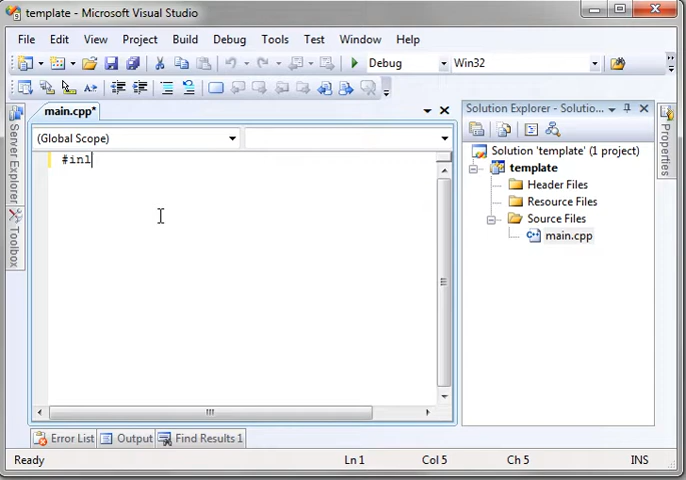 template - Microsoft Visual Studio
File Edit View Project Build Debug Tools Test Window Help
Debug Win32
main.cpp*
(Global Scope)
#inl
Server Explorer
Toolbox
Solution Explorer - Solutio...
Solution 'template' (1 project)
template
Header Files
Resource Files
Source Files
main.cpp
Properties
Error List Output Find Results 1
Ready Ln 1 Col 5 Ch 5 INS